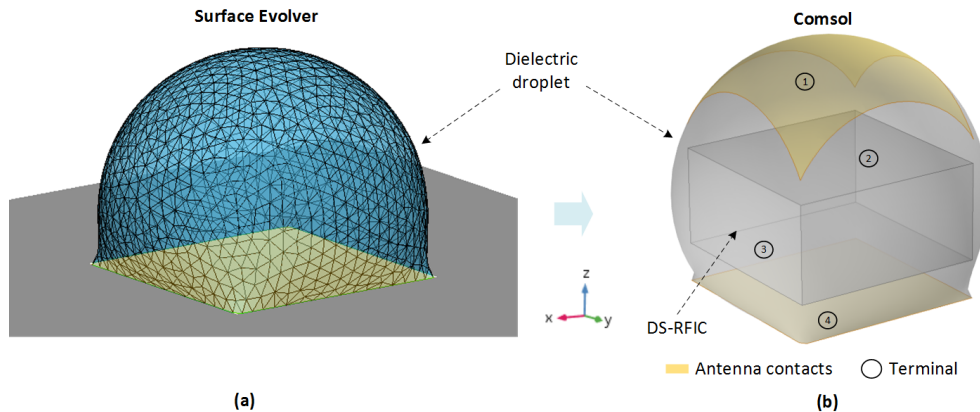 Surface Evolver
Comsol
Dielectric
droplet
1
2
3
4
z
x
y
DS-RFIC
Antenna contacts
Terminal
(a)
(b)